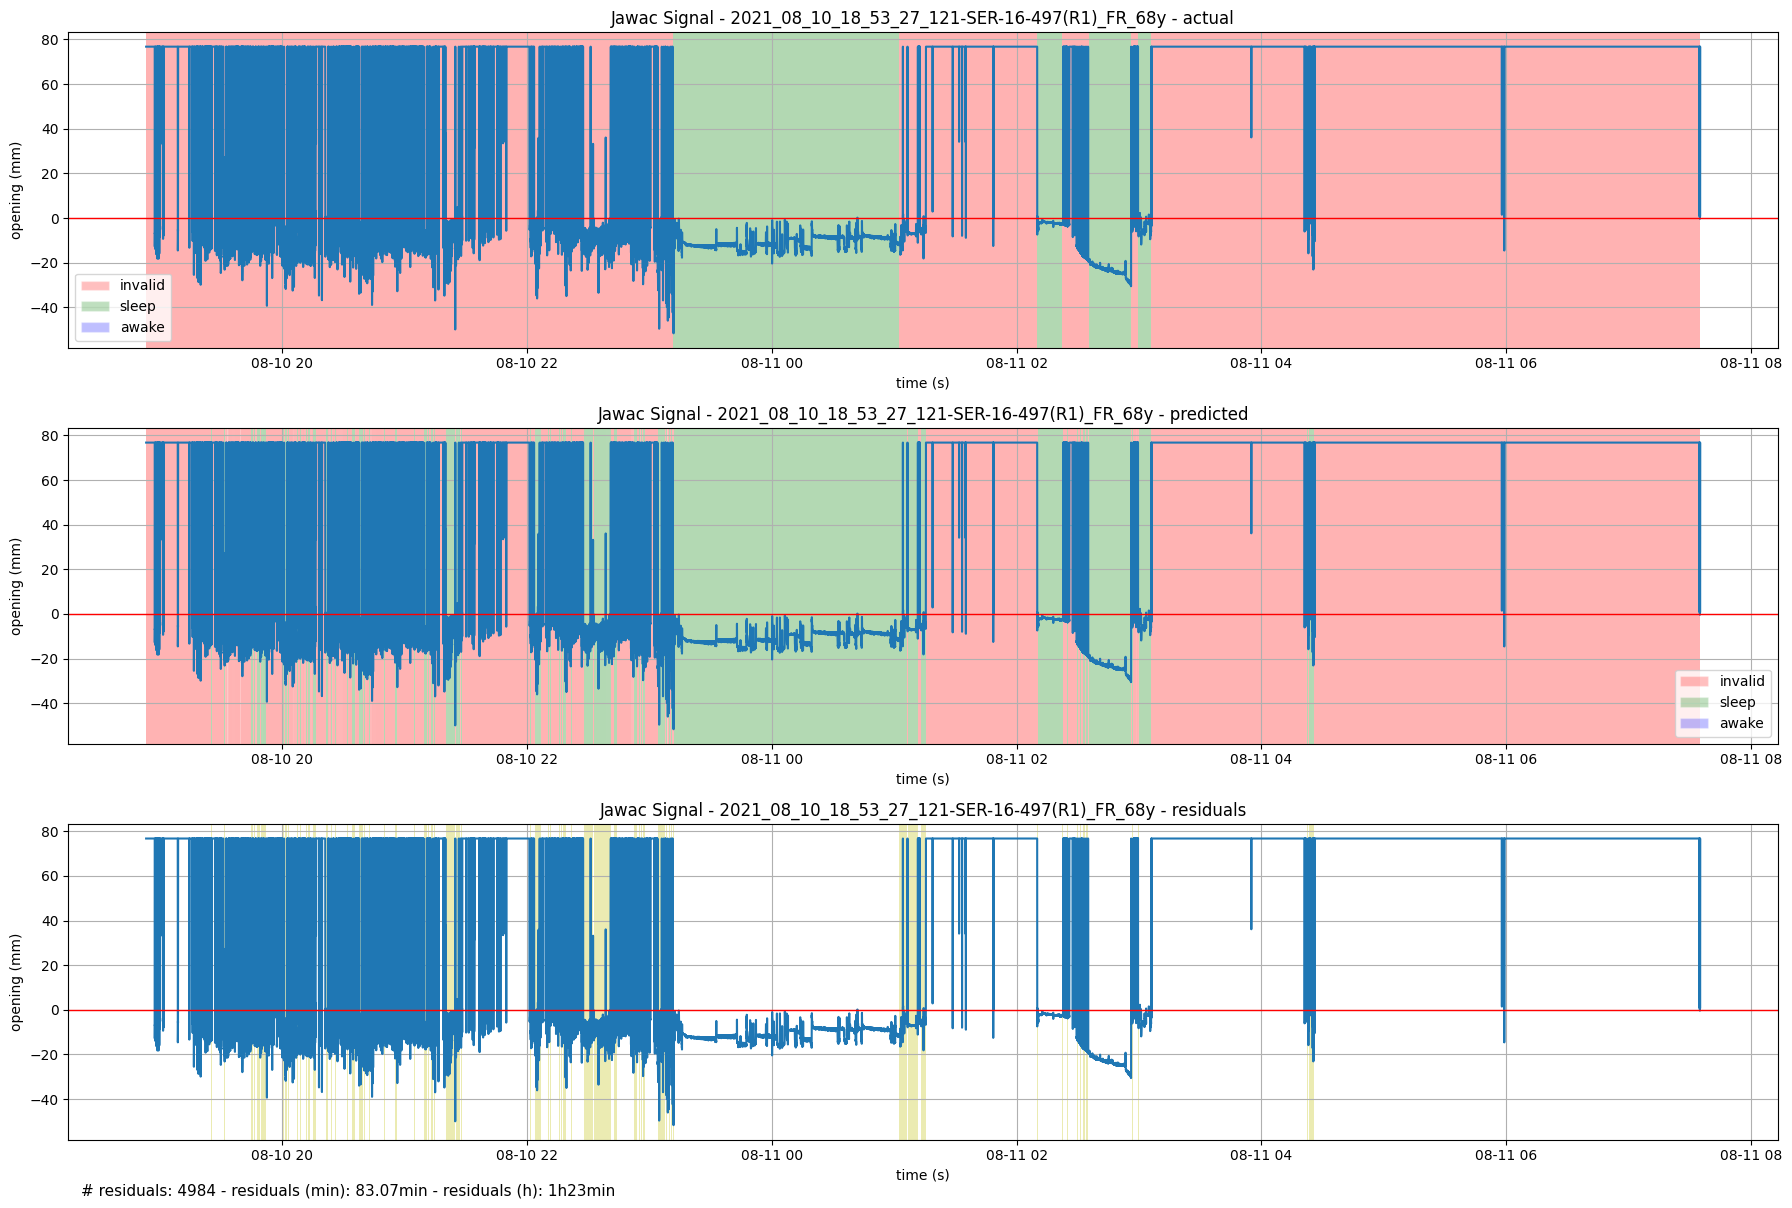 Jawac Signal - 2021_08_10_18_53_27_121-SER-16-497(R1)_FR_68y - actual
80
60
40
20
0
−20
−40
opening (mm)
invalid
sleep
awake
08-10 20 08-10 22 08-11 00 08-11 02 08-11 04 08-11 06 08-11 08
time (s)
Jawac Signal - 2021_08_10_18_53_27_121-SER-16-497(R1)_FR_68y - predicted
80
60
40
20
0
−20
−40
opening (mm)
invalid
sleep
awake
08-10 20 08-10 22 08-11 00 08-11 02 08-11 04 08-11 06 08-11 08
time (s)
Jawac Signal - 2021_08_10_18_53_27_121-SER-16-497(R1)_FR_68y - residuals
80
60
40
20
0
−20
−40
opening (mm)
08-10 20 08-10 22 08-11 00 08-11 02 08-11 04 08-11 06 08-11 08
time (s)
# residuals: 4984 - residuals (min): 83.07min - residuals (h): 1h23min